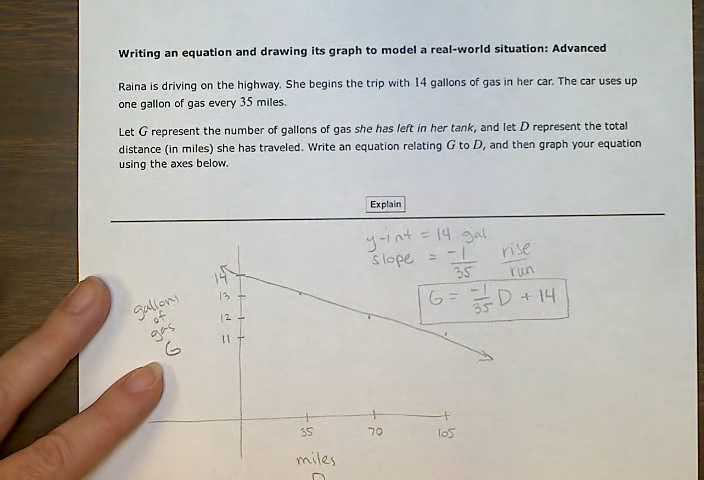 Writing an equation and drawing its graph to model a real-world situation: Advanced
Raina is driving on the highway. She begins the trip with 14 gallons of gas in her car. The car uses up
one gallon of gas every 35 miles.
Let G represent the number of gallons of gas she has left in her tank, and let D represent the total
distance (in miles) she has traveled. Write an equation relating G to D, and then graph your equation
using the axes below.
Explain
y-int = 14 gal
slope = -1/35 rise/run
G = -1/35 D + 14
gallons
of
gas
G
14
13
12
11
35 70 105
miles
D